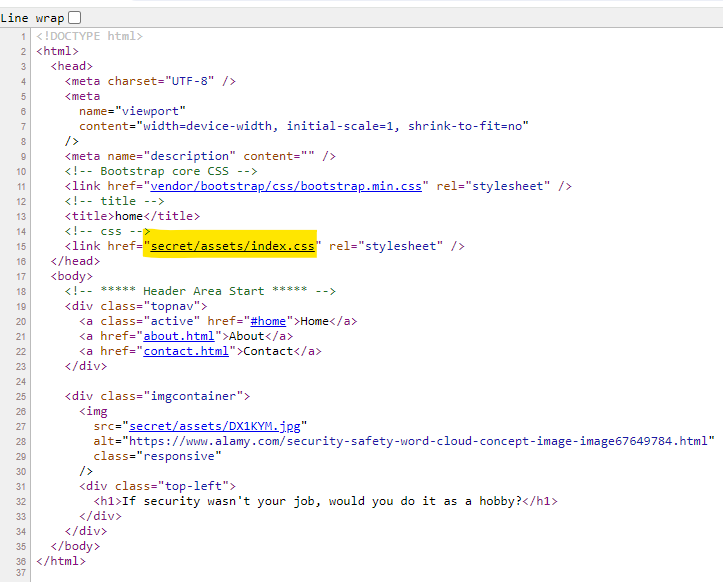 Line wrap
1 <!DOCTYPE html>
2 <html>
3 <head>
4 <meta charset="UTF-8" />
5 <meta
6 name="viewport"
7 content="width=device-width, initial-scale=1, shrink-to-fit=no"
8 />
9 <meta name="description" content="" />
10 <!-- Bootstrap core CSS -->
11 <link href="vendor/bootstrap/css/bootstrap.min.css" rel="stylesheet" />
12 <!-- title -->
13 <title>home</title>
14 <!-- css -->
15 <link href="secret/assets/index.css" rel="stylesheet" />
16 </head>
17 <body>
18 <!-- ***** Header Area Start ***** -->
19 <div class="topnav">
20 <a class="active" href="#home">Home</a>
21 <a href="about.html">About</a>
22 <a href="contact.html">Contact</a>
23 </div>
24
25 <div class="imgcontainer">
26 <img
27 src="secret/assets/DX1KYM.jpg"
28 alt="https://www.alamy.com/security-safety-word-cloud-concept-image-image67649784.html"
29 class="responsive"
30 />
31 <div class="top-left">
32 <h1>If security wasn't your job, would you do it as a hobby?</h1>
33 </div>
34 </div>
35 </body>
36 </html>
37